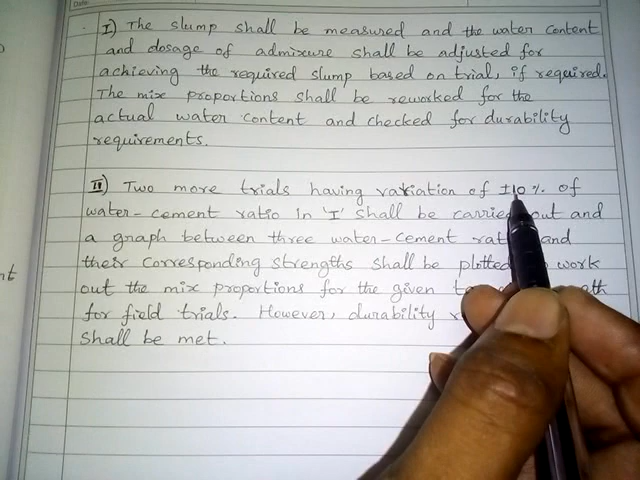 Date:
I) The slump shall be measured and the water content
and dosage of admixure shall be adjusted for
achieving the required slump based on trial, if required.
The mix proportions shall be reworked for the
actual water content and checked for durability
requirements.
II) Two more trials having variation of ±10% of
water-cement ratio in 'I' shall be carried out and
a graph between three water-cement and
their corresponding strengths shall be plotted work
out the mix proportions for the given
for field trials. However, durability
shall be met.